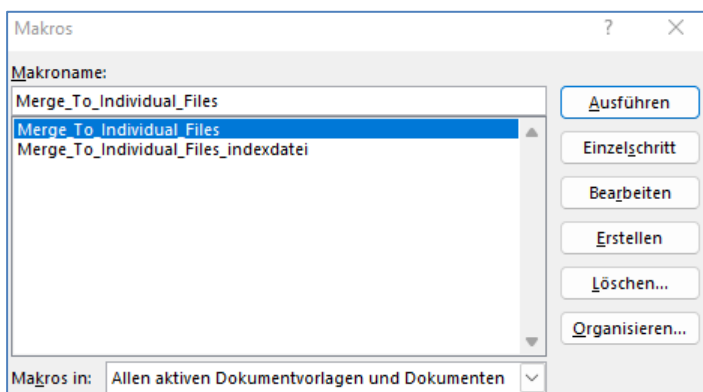 Makros ?
Makroname:
Merge_To_Individual_Files
Merge_To_Individual_Files
Merge_To_Individual_Files_indexdatei
Ausführen
Einzelschritt
Bearbeiten
Erstellen
Löschen...
Organisieren...
Makros in: Allen aktiven Dokumentvorlagen und Dokumenten